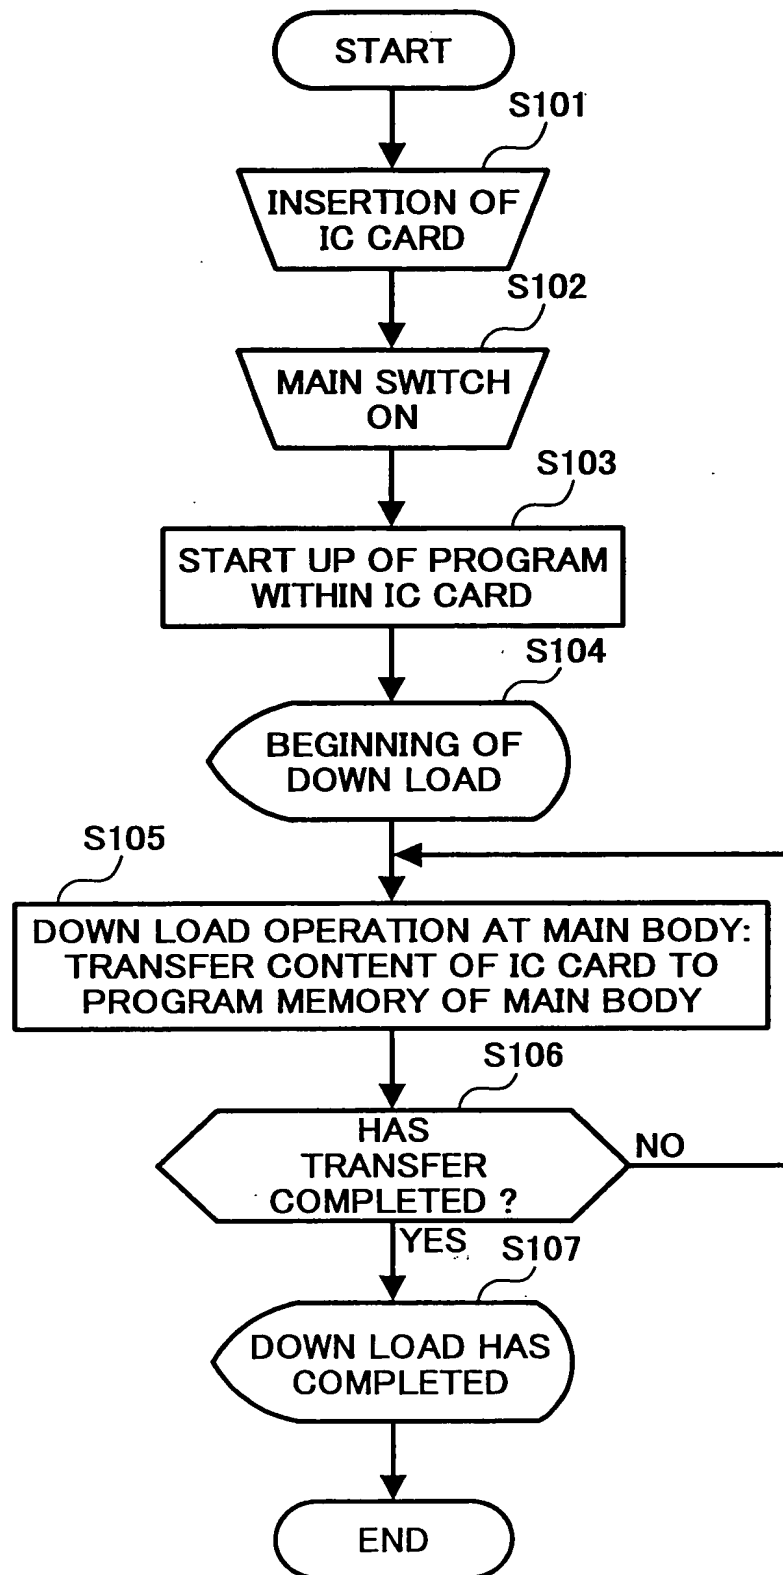 START
S101
INSERTION OF
IC CARD
S102
MAIN SWITCH
ON
S103
START UP OF PROGRAM
WITHIN IC CARD
S104
BEGINNING OF
DOWN LOAD
S105
DOWN LOAD OPERATION AT MAIN BODY:
TRANSFER CONTENT OF IC CARD TO
PROGRAM MEMORY OF MAIN BODY
S106
HAS
TRANSFER
COMPLETED ?
NO
YES
S107
DOWN LOAD HAS
COMPLETED
END